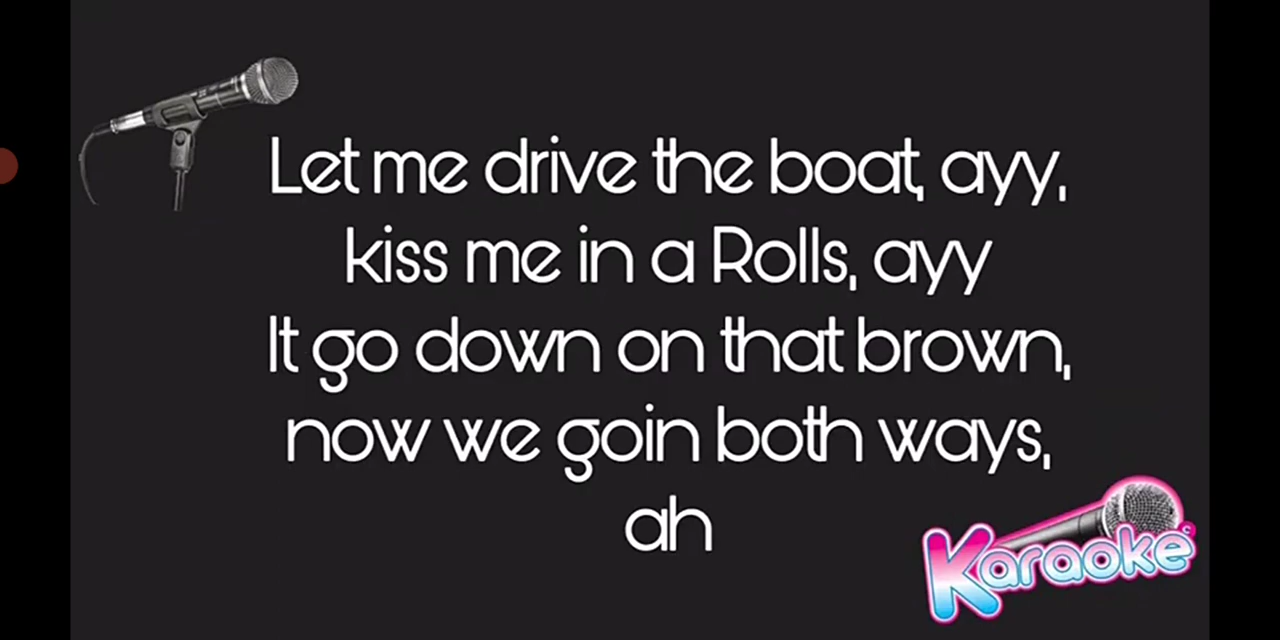 Let me drive the boat, ayy,
kiss me in a Rolls, ayy
It go down on that brown,
now we goin both ways,
ah
Karaoke